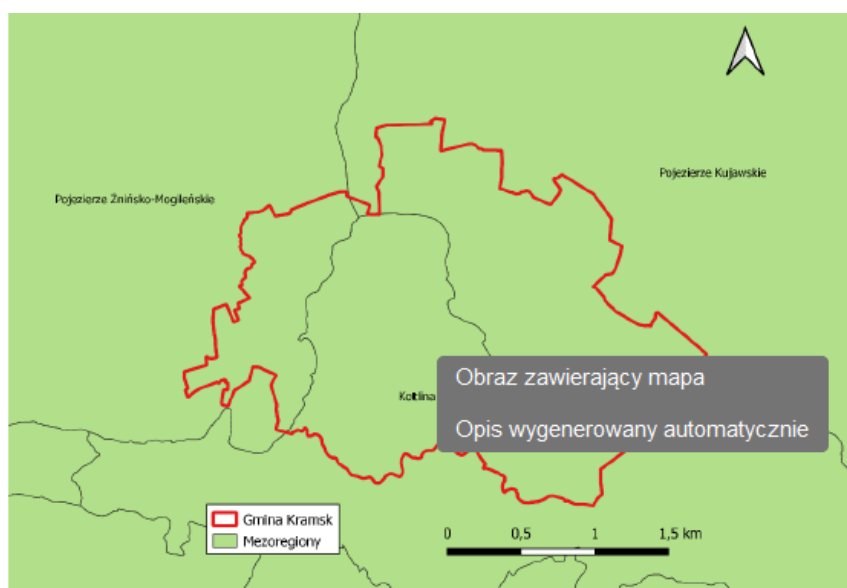 Pojezierze Kujawskie
Pojezierze Żnińsko-Mogileńskie
Obraz zawierający mapa
Kotlina
Opis wygenerowany automatycznie
Gmina Kramsk
Mezoregiony
0 0,5 1 1,5 km